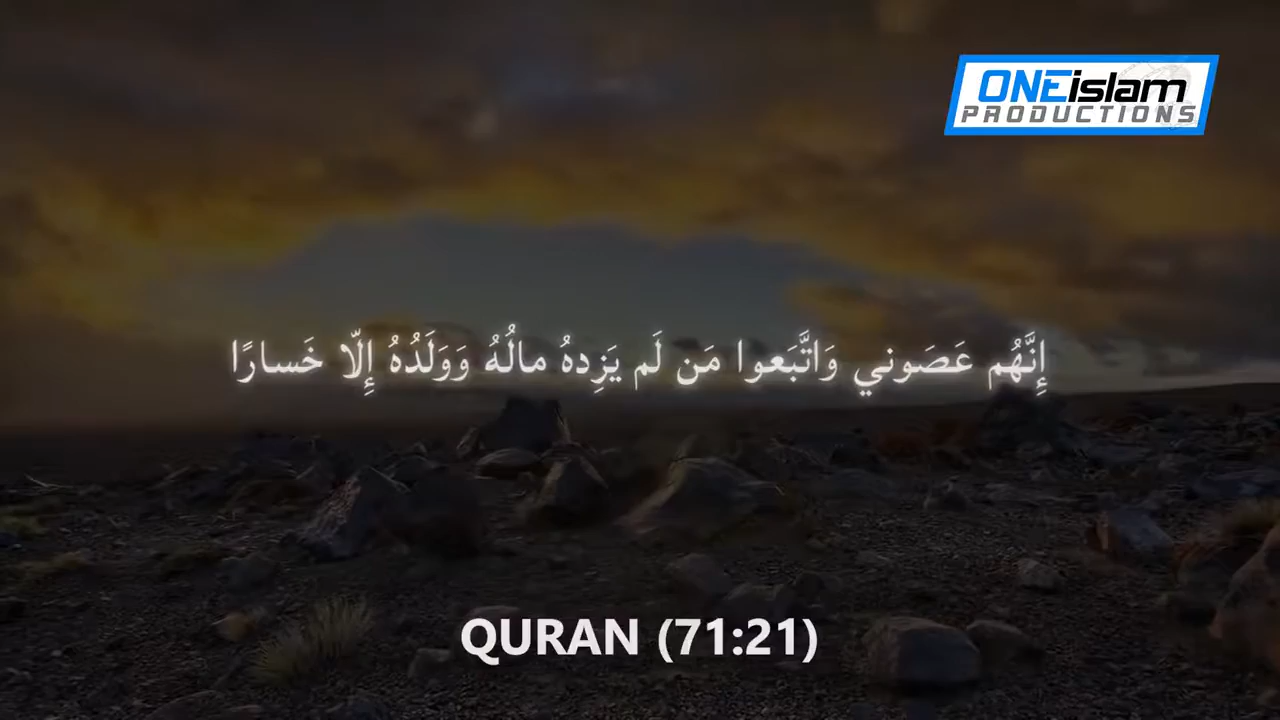 ONEislam
PRODUCTIONS
إِنَّهُم عَصَوني وَاتَّبَعوا مَن لَم يَزِدهُ مالُهُ وَوَلَدُهُ إِلّا خَسارًا
QURAN (71:21)